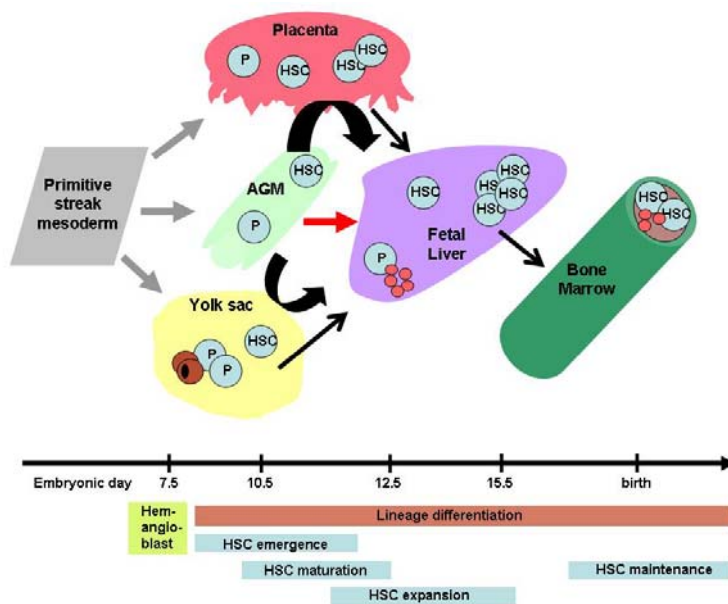 Placenta
P
HSC
HSC
HSC
Primitive
streak
mesoderm
AGM
HSC
P
HSC
HSC
HSC
HSC
HSC
Fetal
Liver
P
HSC
HSC
Bone
Marrow
Yolk sac
HSC
P
P
Embryonic day
7.5
10.5
12.5
15.5
birth
Hem-
angio-
blast
Lineage differentiation
HSC emergence
HSC maturation
HSC maintenance
HSC expansion